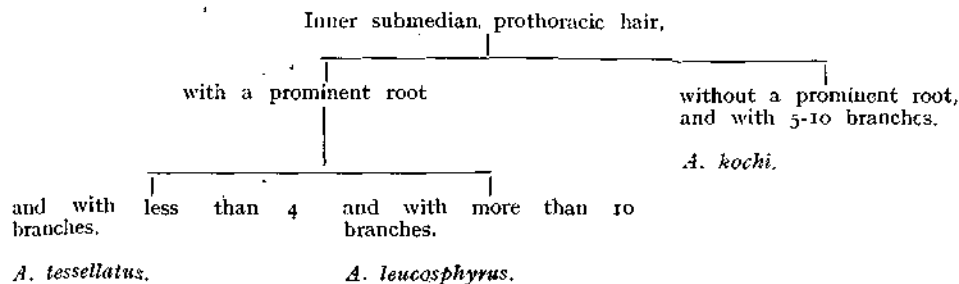 Inner submedian, prothoracic hair,
with a prominent root
without a prominent root,
and with 5-10 branches.
A. kochi.
and with less than 4
branches.
A. tessellatus.
and with more than 10
branches.
A. leucosphyrus.